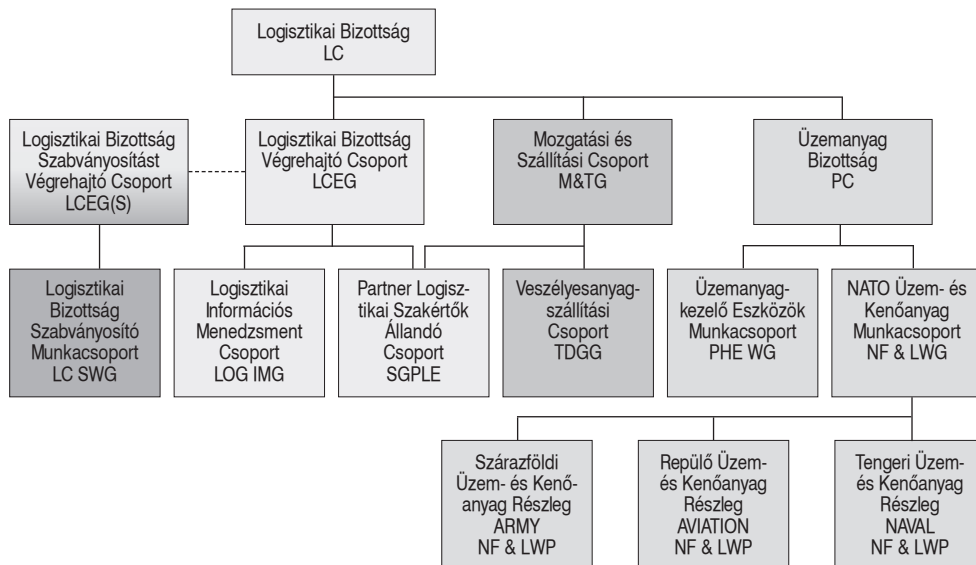 Logisztikai Bizottság
LC
Logisztikai Bizottság
Szabványosítást
Végrehajtó Csoport
LCEG(S)
Logisztikai Bizottság
Végrehajtó Csoport
LCEG
Mozgatási és
Szállítási Csoport
M&TG
Üzemanyag
Bizottság
PC
Logisztikai
Bizottság
Szabványosító
Munkacsoport
LC SWG
Logisztikai
Információs
Menedzsment
Csoport
LOG IMG
Partner Logisz-
tikai Szakértők
Állandó
Csoport
SGPLE
Veszélyesanyag-
szállítási
Csoport
TDGG
Üzemanyag-
kezelő Eszközök
Munkacsoport
PHE WG
NATO Üzem- és
Kenőanyag
Munkacsoport
NF & LWG
Szárazföldi
Üzem- és Kenő-
anyag Részleg
ARMY
NF & LWP
Repülő Üzem-
és Kenőanyag
Részleg
AVIATION
NF & LWP
Tengeri Üzem-
és Kenőanyag
Részleg
NAVAL
NF & LWP